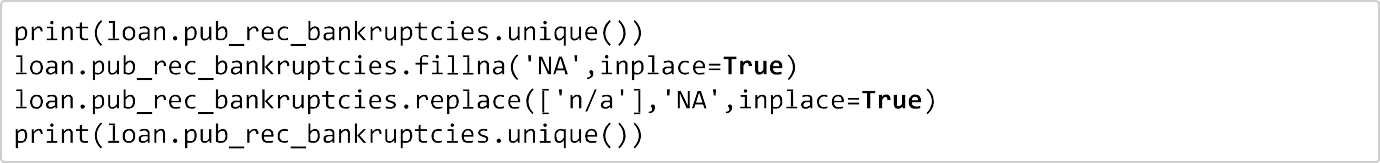 print(loan.pub_rec_bankruptcies.unique())
loan.pub_rec_bankruptcies.fillna('NA',inplace=True)
loan.pub_rec_bankruptcies.replace(['n/a'],'NA',inplace=True)
print(loan.pub_rec_bankruptcies.unique())